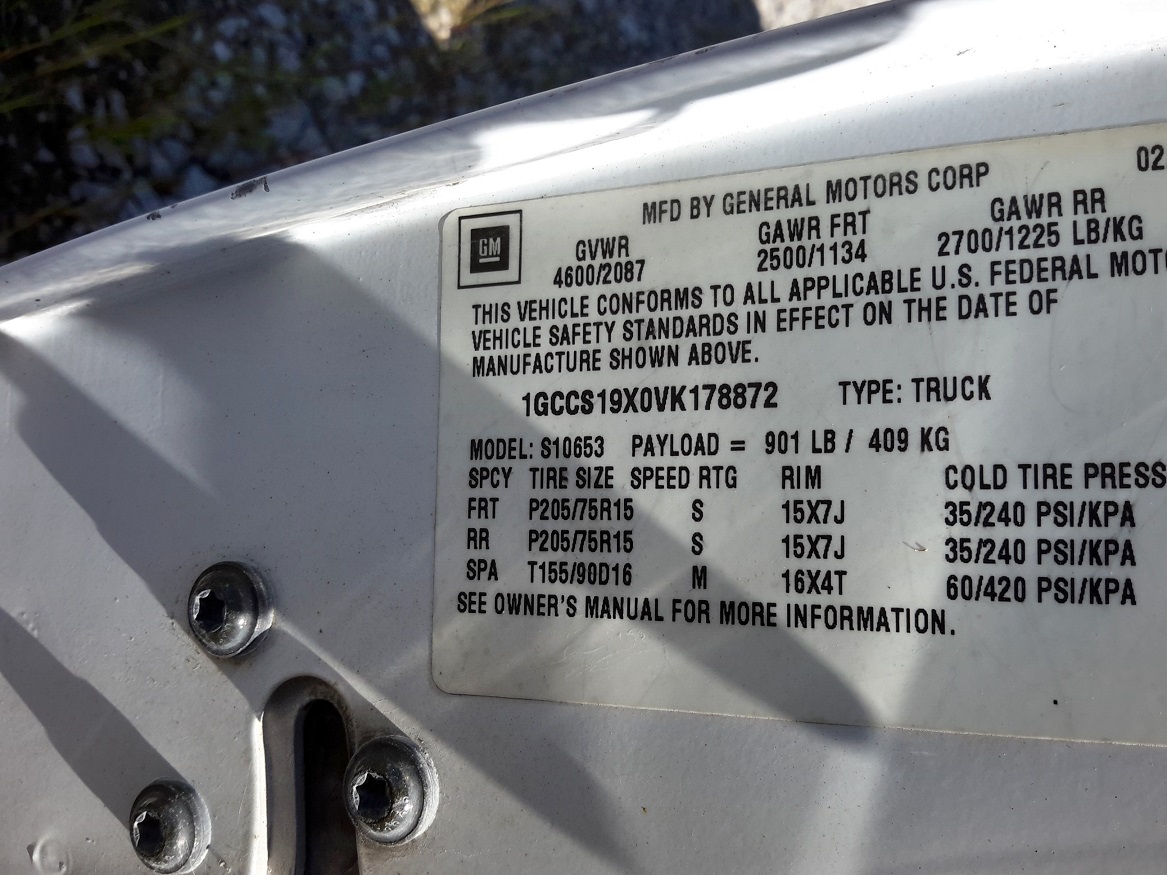 MFD BY GENERAL MOTORS CORP 02
GM GVWR GAWR FRT GAWR RR
4600/2087 2500/1134 2700/1225 LB/KG
THIS VEHICLE CONFORMS TO ALL APPLICABLE U.S. FEDERAL MOT
VEHICLE SAFETY STANDARDS IN EFFECT ON THE DATE OF
MANUFACTURE SHOWN ABOVE.
1GCCS19X0VK178872 TYPE: TRUCK
MODEL: S10653 PAYLOAD = 901 LB / 409 KG
SPCY TIRE SIZE SPEED RTG RIM COLD TIRE PRESS
FRT P205/75R15 S 15X7J 35/240 PSI/KPA
RR P205/75R15 S 15X7J 35/240 PSI/KPA
SPA T155/90D16 M 16X4T 60/420 PSI/KPA
SEE OWNER'S MANUAL FOR MORE INFORMATION.